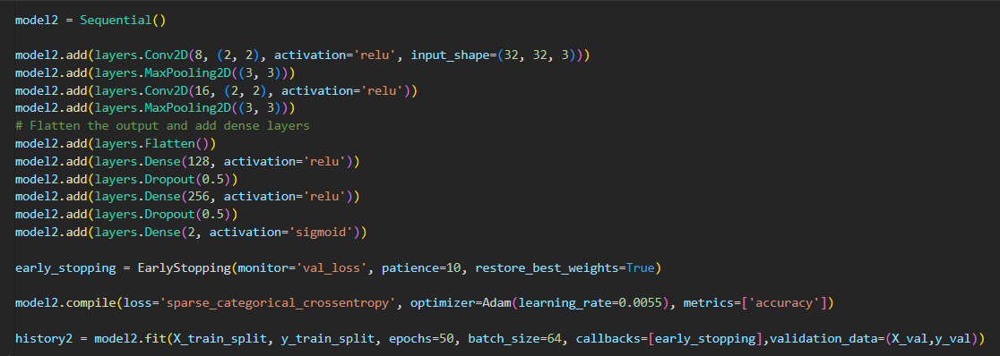 model2 = Sequential()
model2.add(layers.Conv2D(8, (2, 2), activation='relu', input_shape=(32, 32, 3)))
model2.add(layers.MaxPooling2D((3, 3)))
model2.add(layers.Conv2D(16, (2, 2), activation='relu'))
model2.add(layers.MaxPooling2D((3, 3)))
# Flatten the output and add dense layers
model2.add(layers.Flatten())
model2.add(layers.Dense(128, activation='relu'))
model2.add(layers.Dropout(0.5))
model2.add(layers.Dense(256, activation='relu'))
model2.add(layers.Dropout(0.5))
model2.add(layers.Dense(2, activation='sigmoid'))
early_stopping = EarlyStopping(monitor='val_loss', patience=10, restore_best_weights=True)
model2.compile(loss='sparse_categorical_crossentropy', optimizer=Adam(learning_rate=0.0055), metrics=['accuracy'])
history2 = model2.fit(X_train_split, y_train_split, epochs=50, batch_size=64, callbacks=[early_stopping],validation_data=(X_val,y_val))